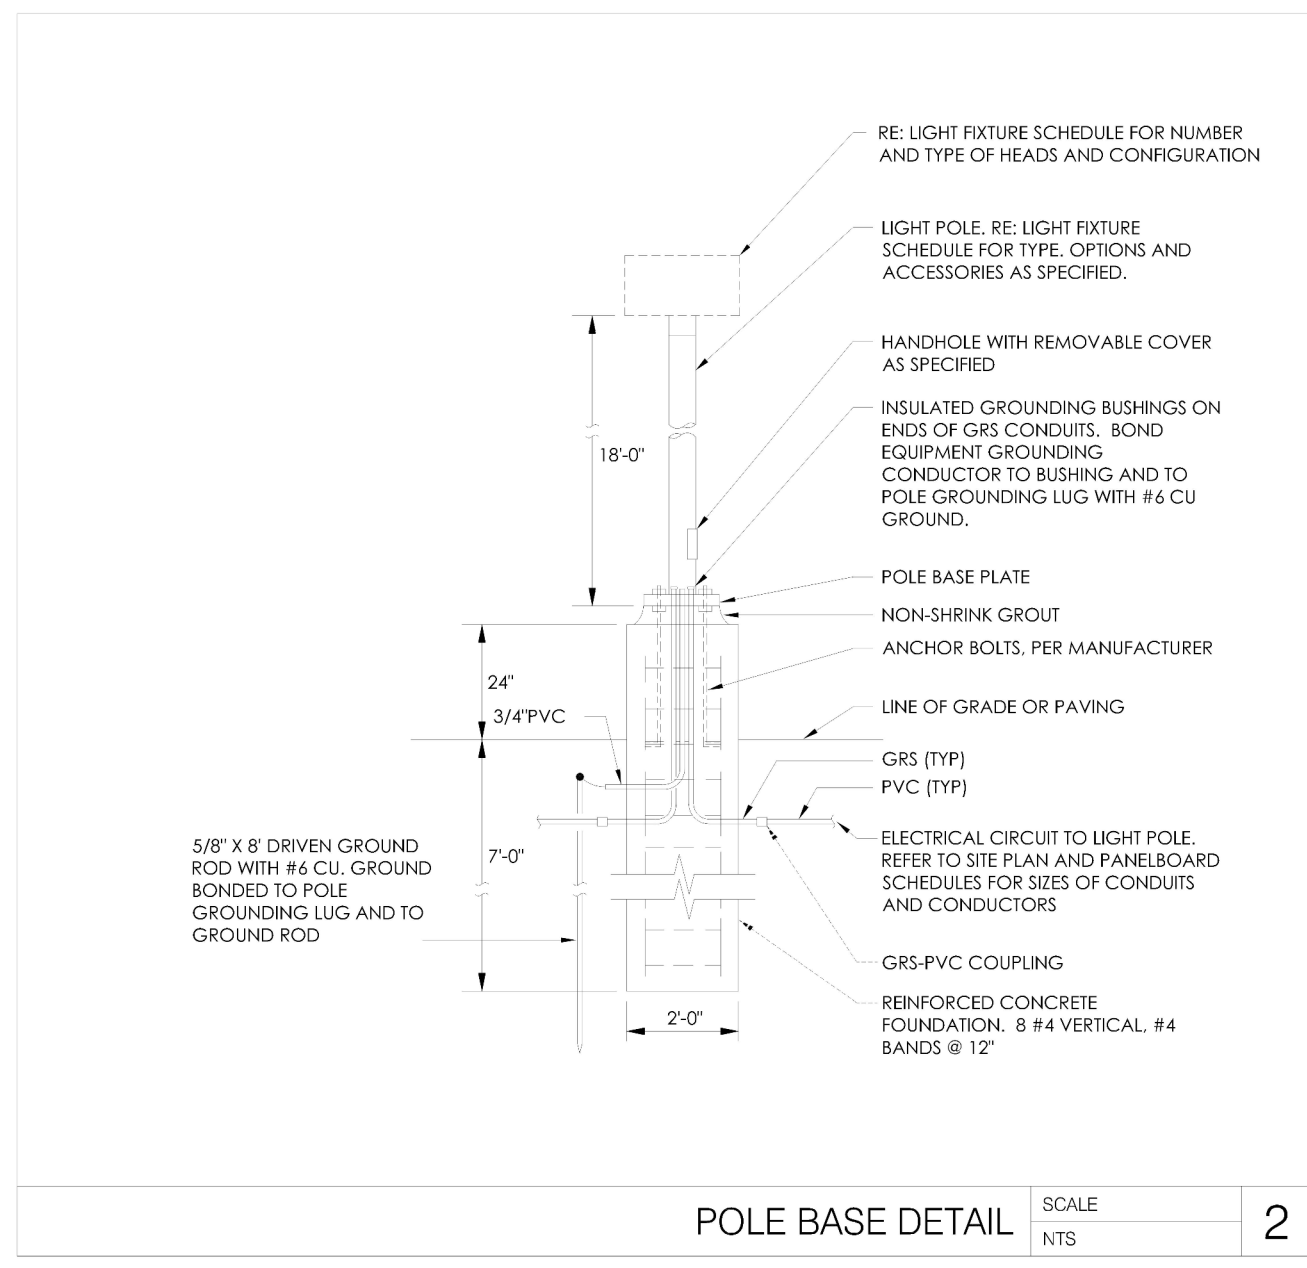 RE: LIGHT FIXTURE SCHEDULE FOR NUMBER
AND TYPE OF HEADS AND CONFIGURATION
LIGHT POLE. RE: LIGHT FIXTURE
SCHEDULE FOR TYPE. OPTIONS AND
ACCESSORIES AS SPECIFIED.
HANDHOLE WITH REMOVABLE COVER
AS SPECIFIED
INSULATED GROUNDING BUSHINGS ON
ENDS OF GRS CONDUITS. BOND
EQUIPMENT GROUNDING
CONDUCTOR TO BUSHING AND TO
POLE GROUNDING LUG WITH #6 CU
GROUND.
18'-0"
POLE BASE PLATE
NON-SHRINK GROUT
ANCHOR BOLTS, PER MANUFACTURER
24"
3/4"PVC
LINE OF GRADE OR PAVING
GRS (TYP)
PVC (TYP)
ELECTRICAL CIRCUIT TO LIGHT POLE.
REFER TO SITE PLAN AND PANELBOARD
SCHEDULES FOR SIZES OF CONDUITS
AND CONDUCTORS
5/8" X 8' DRIVEN GROUND
ROD WITH #6 CU. GROUND
BONDED TO POLE
GROUNDING LUG AND TO
GROUND ROD
7'-0"
GRS-PVC COUPLING
REINFORCED CONCRETE
FOUNDATION. 8 #4 VERTICAL, #4
BANDS @ 12"
2'-0"
POLE BASE DETAIL
SCALE
NTS
2